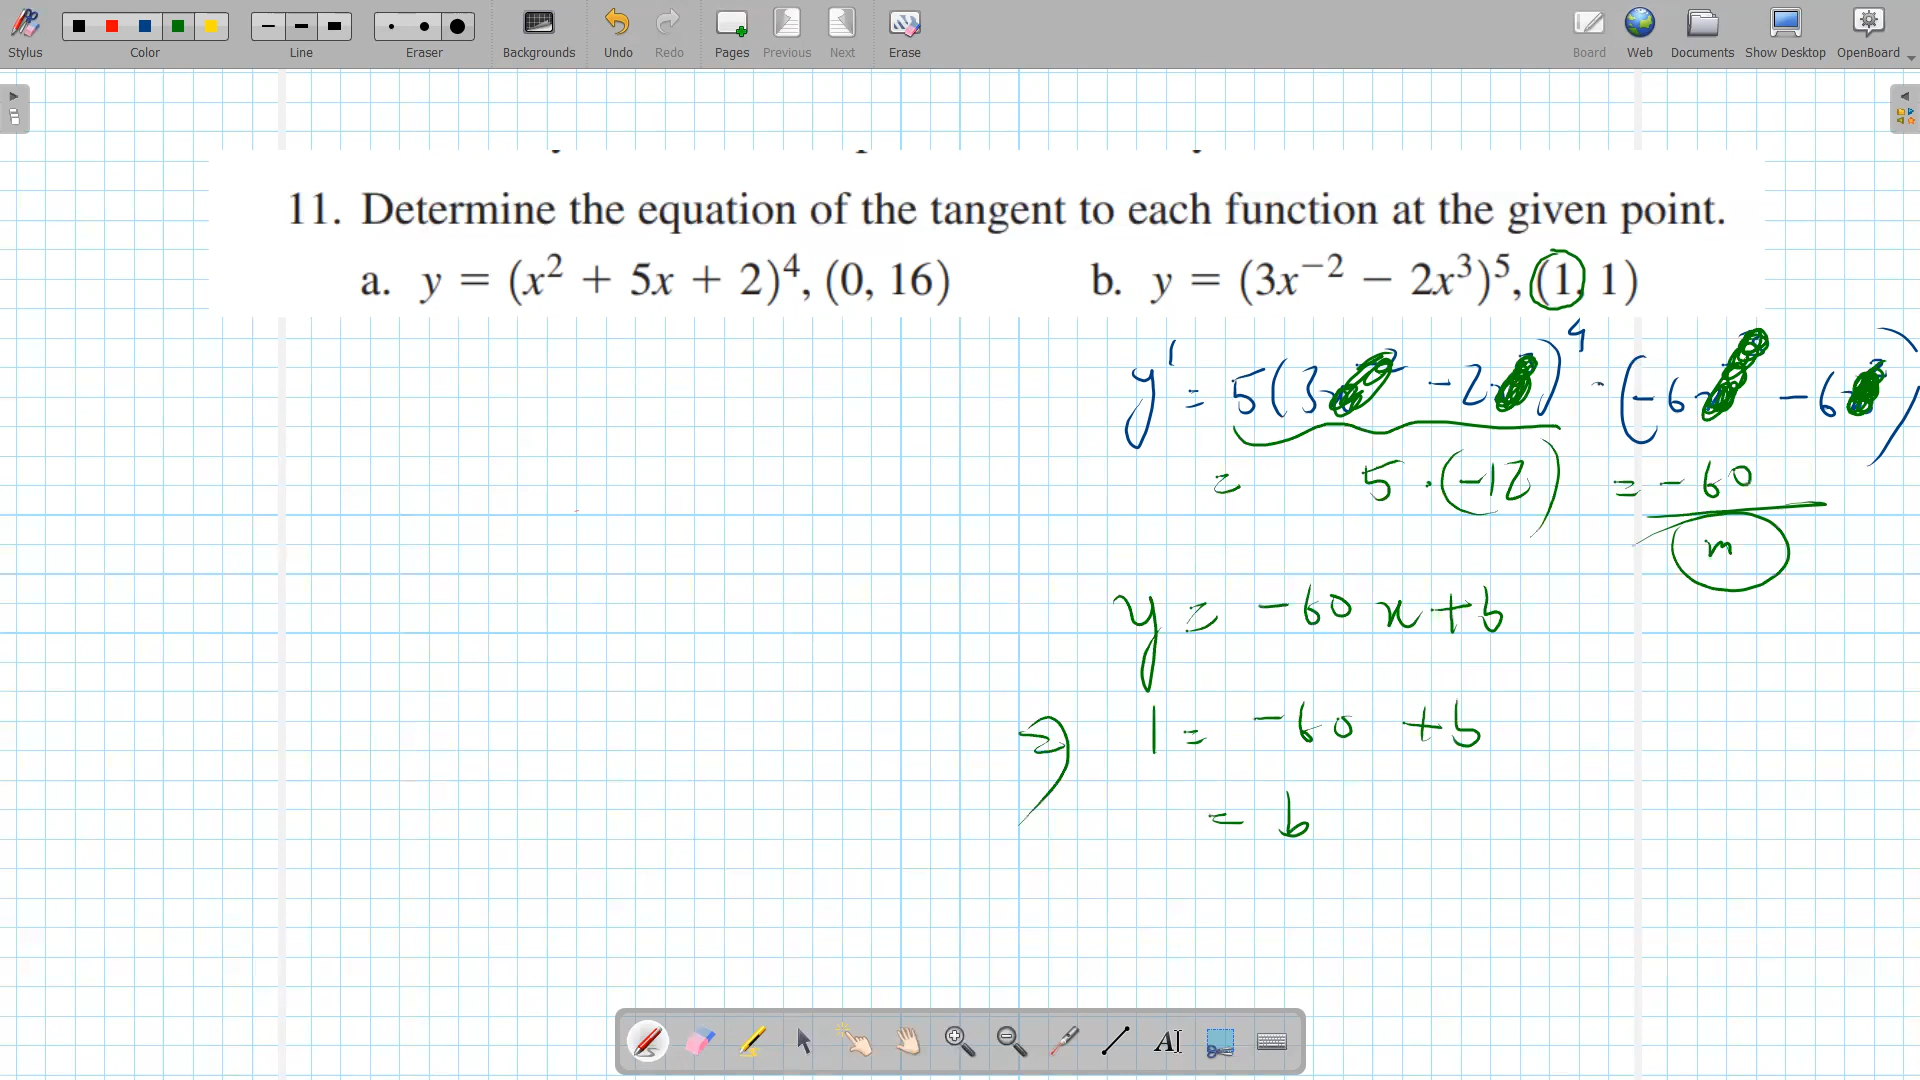 Stylus Color Line Eraser Backgrounds Undo Redo Pages Previous Next Erase Board Web Documents Show Desktop OpenBoard
11. Determine the equation of the tangent to each function at the given point.
a. y = (x² + 5x + 2)⁴, (0, 16) b. y = (3x⁻² − 2x³)⁵, (1, 1)
y' = 5(3 -2 )⁴ · (-6 -6 )
= 5 · (-12) = -60
m
y = -60 x + b
⇒ 1 = -60 + b
= b